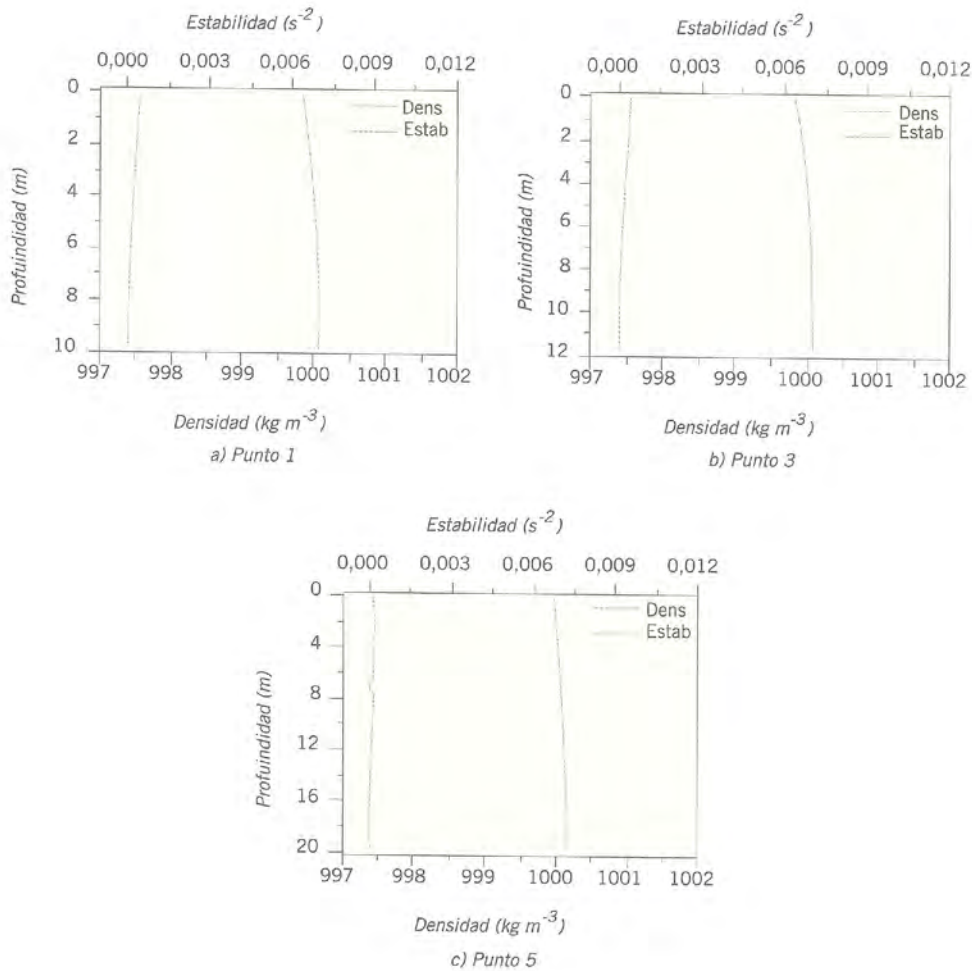 Estabilidad (s-2)
0,000 0,003 0,006 0,009 0,012
0
2
4
6
8
10
Profuindidad (m)
Dens
Estab
997 998 999 1000 1001 1002
Densidad (kg m-3)
a) Punto 1
Estabilidad (s-2)
0,000 0,003 0,006 0,009 0,012
0
2
4
6
8
10
12
Profuindidad (m)
Dens
Estab
997 998 999 1000 1001 1002
Densidad (kg m-3)
b) Punto 3
Estabilidad (s-2)
0,000 0,003 0,006 0,009 0,012
0
4
8
12
16
20
Profuindidad (m)
Dens
Estab
997 998 999 1000 1001 1002
Densidad (kg m-3)
c) Punto 5